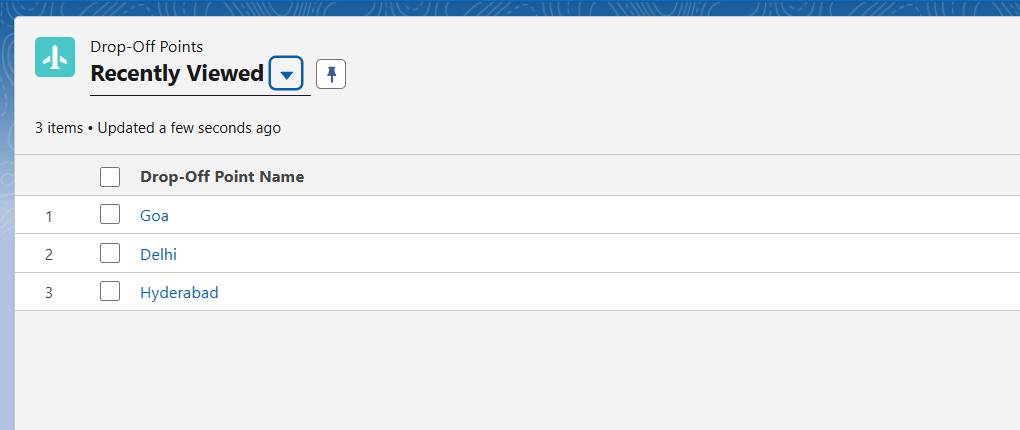 Drop-Off Points
Recently Viewed
3 items • Updated a few seconds ago
Drop-Off Point Name
1 Goa
2 Delhi
3 Hyderabad